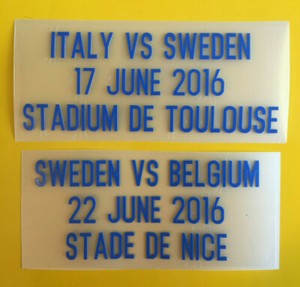 ITALY VS SWEDEN
17 JUNE 2016
STADIUM DE TOULOUSE
SWEDEN VS BELGIUM
22 JUNE 2016
STADE DE NICE